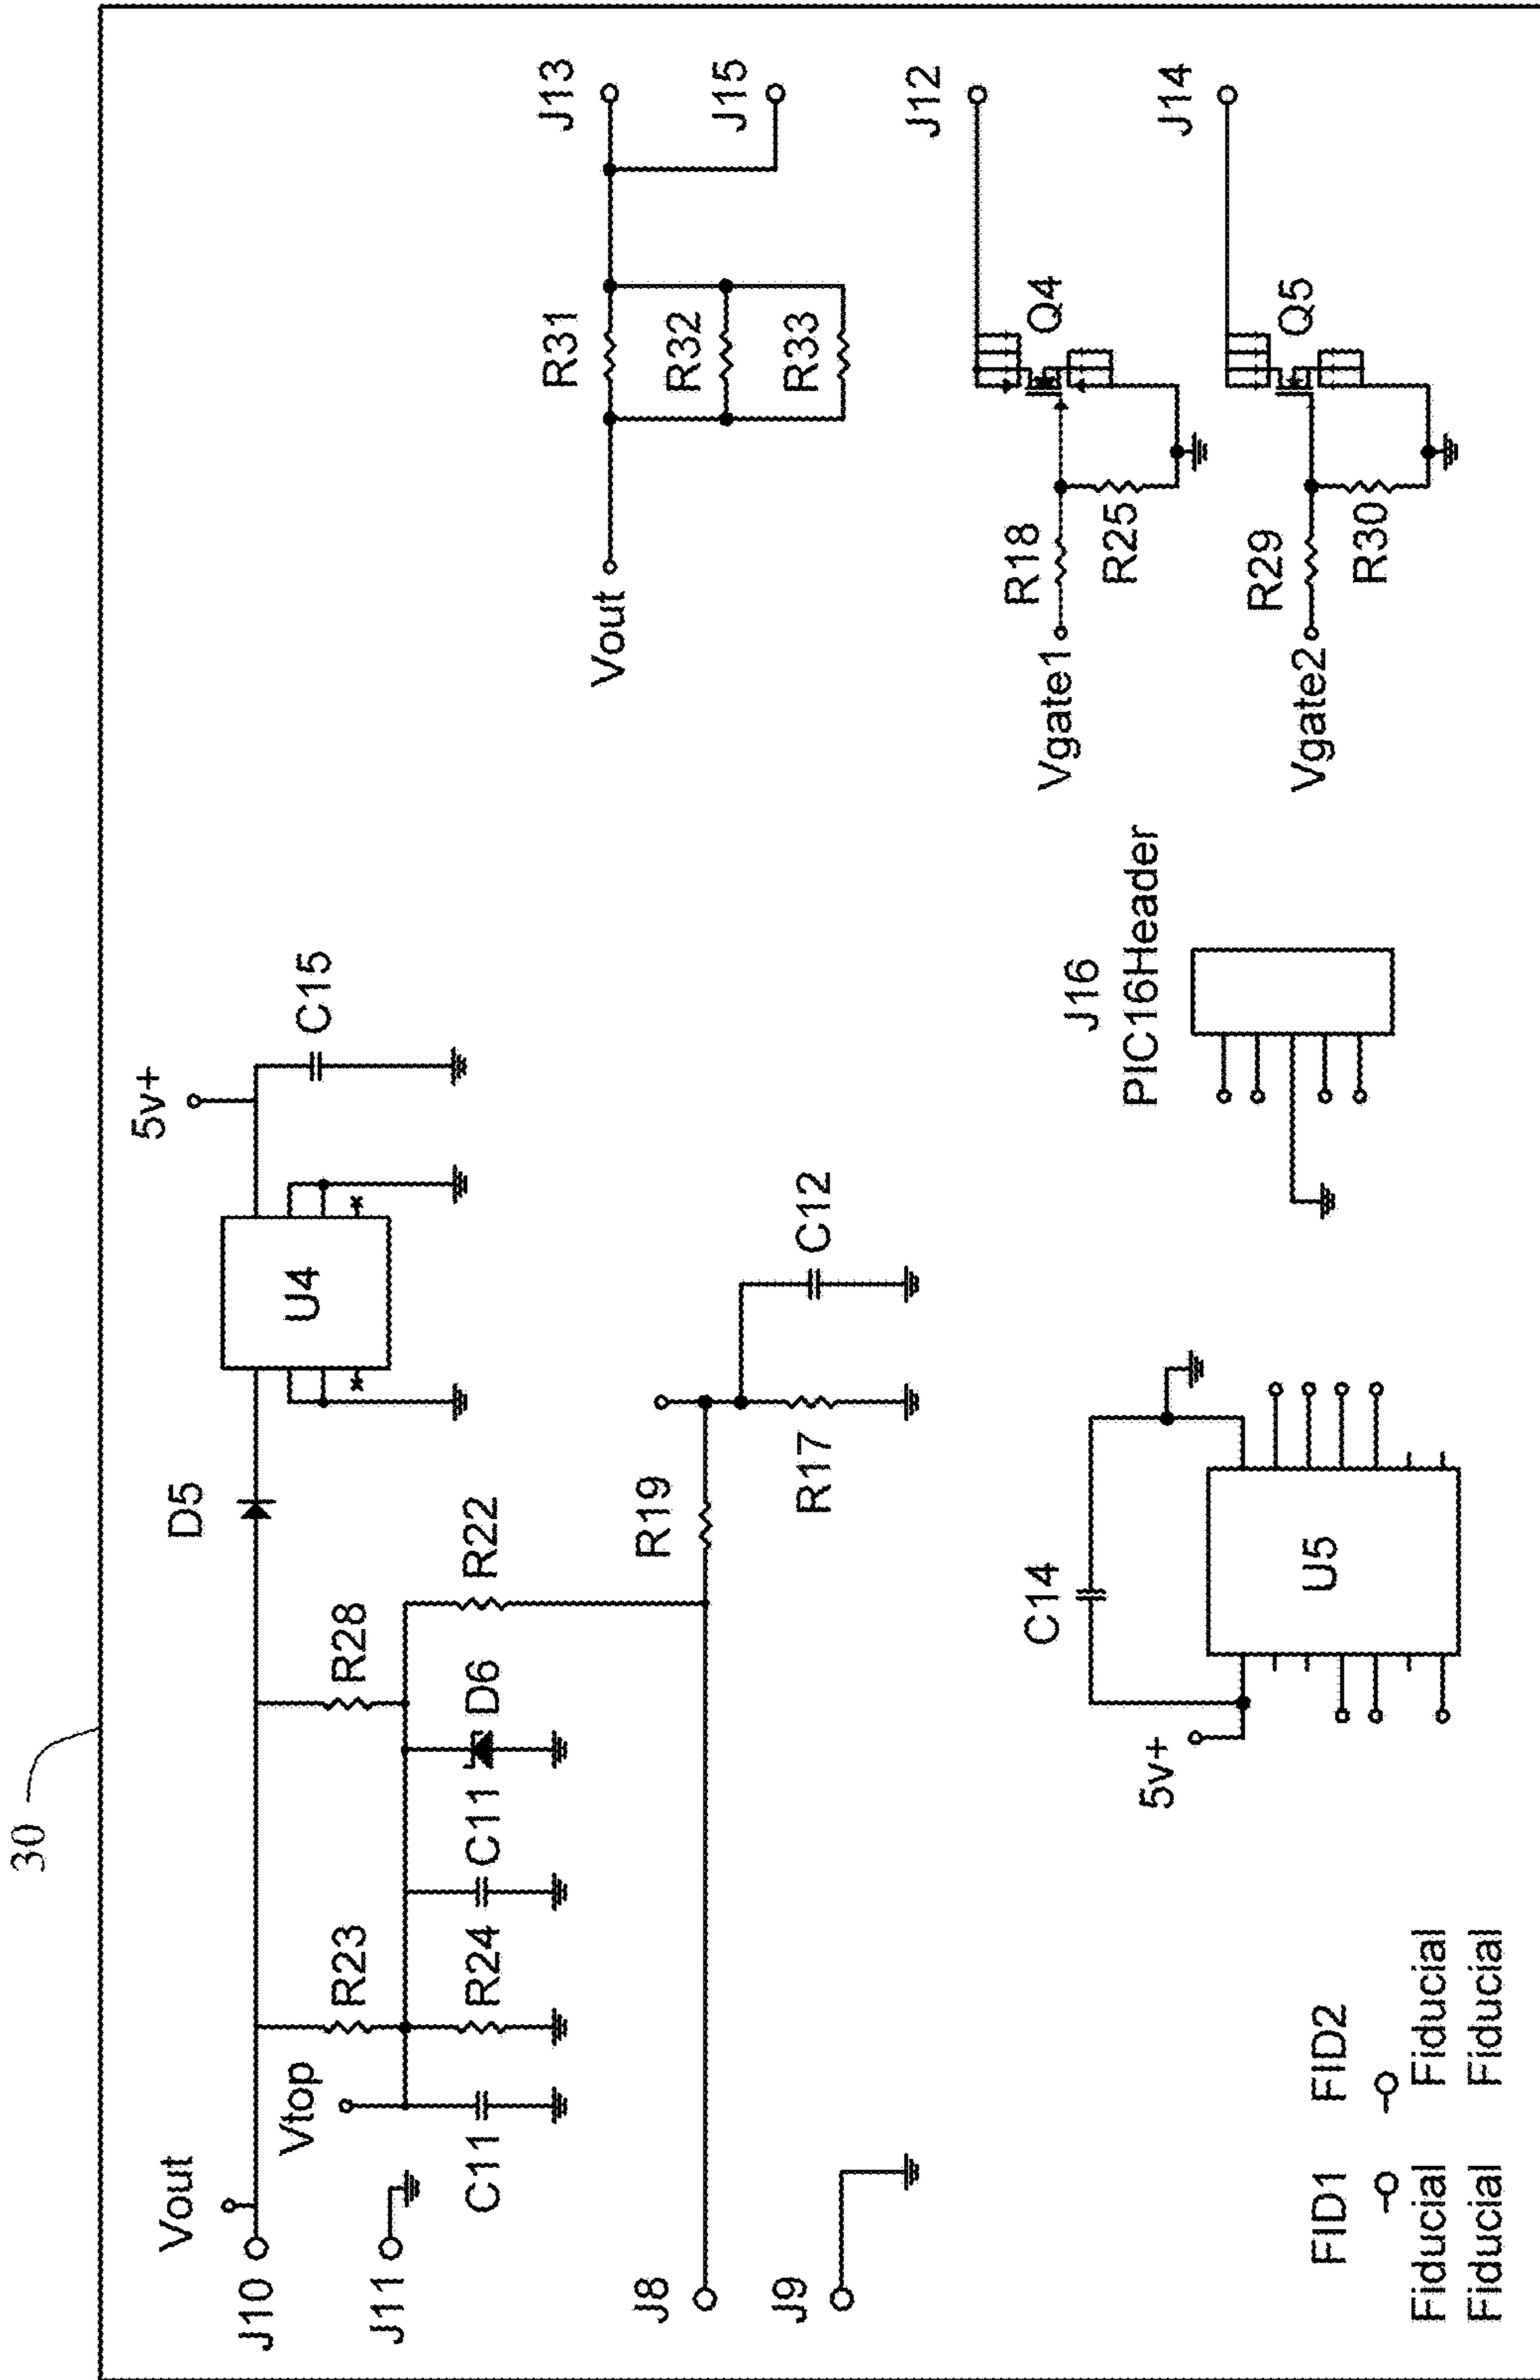 30
Vout
J10
Vtop
J11
C11
R23
R24
C11
D6
R28
R22
D5
U4
5v+
C15
J8
J9
R19
R17
C12
Vout
R31
R32
R33
J13
J15
Vgate1
R18
R25
Q4
J12
Vgate2
R29
R30
Q5
J14
5v+
C14
U5
J16
PIC16Header
FID1
Fiducial
Fiducial
FID2
Fiducial
Fiducial